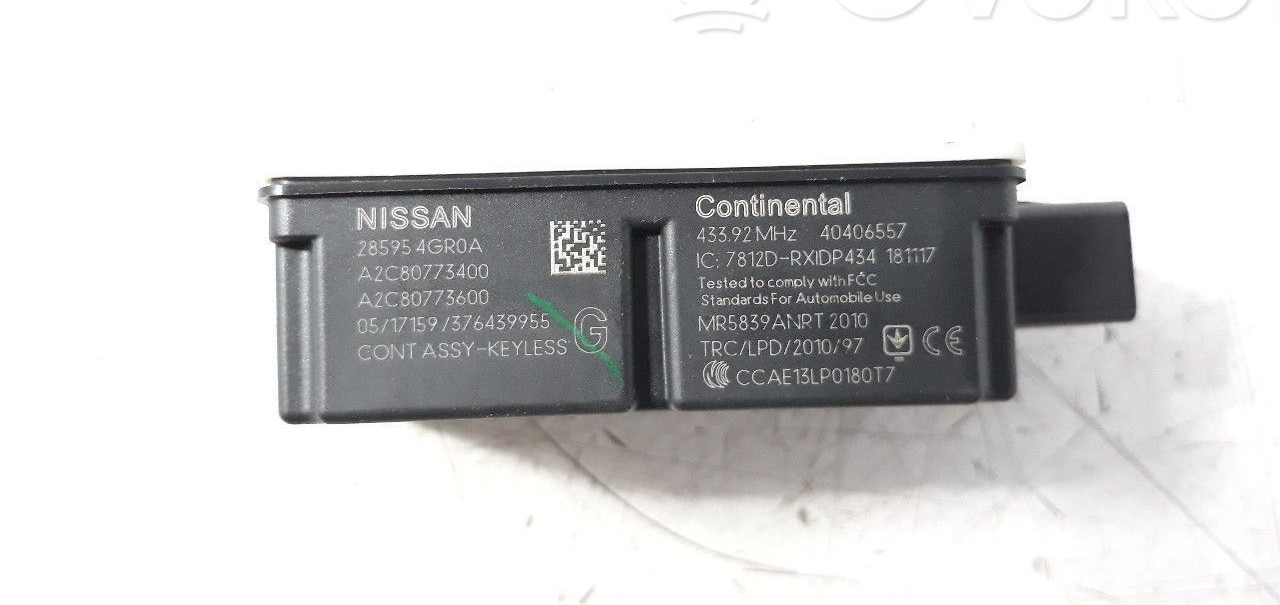 NISSAN
28595 4GR0A
A2C80773400
A2C80773600
05/17159/376439955
CONT ASSY-KEYLESS
G
Continental
433.92 MHz 40406557
IC: 7812D-RXIDP434 181117
Tested to comply with FCC
Standards For Automobile Use
MR5839ANRT 2010
TRC/LPD/2010/97 CE
CCAE13LP0180T7